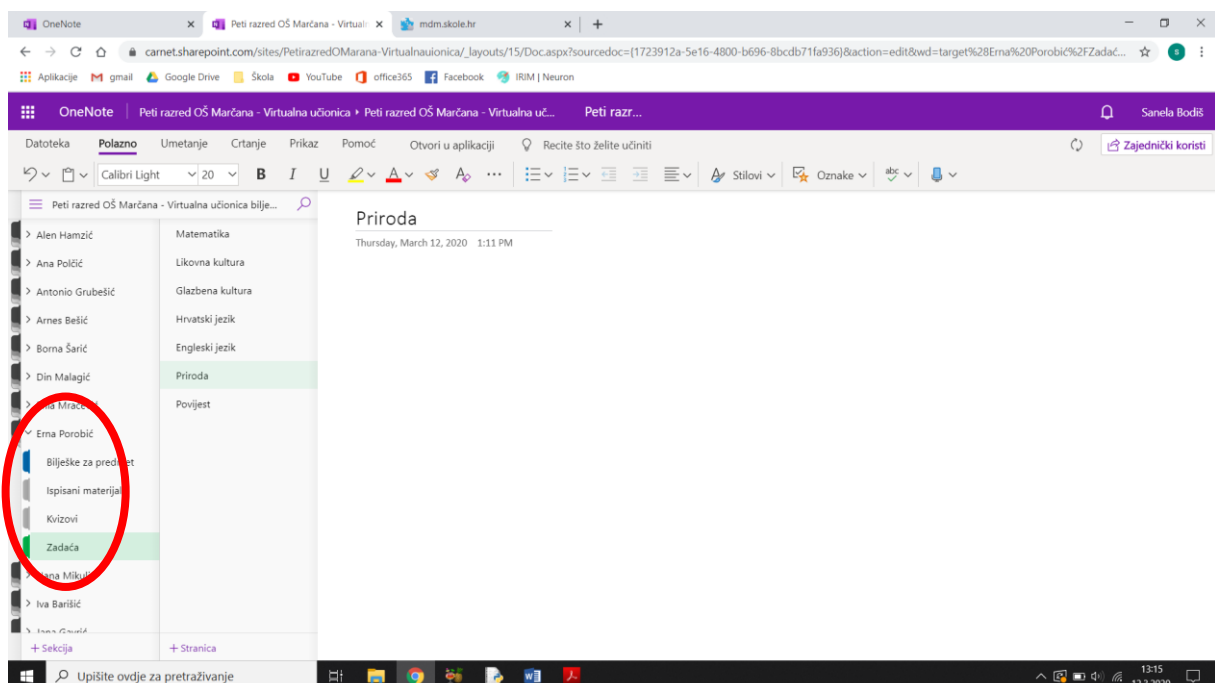 OneNote
Peti razred OŠ Marčana - Virtualn
mdm.skole.hr
carnet.sharepoint.com/sites/PetirazredOMarana-Virtualnauionica/_layouts/15/Doc.aspx?sourcedoc={1723912a-5e16-4800-b696-8bcdb71fa936}&action=edit&wd=target%28Erna%20Porobić%2FZadać...
Aplikacije gmail Google Drive Škola YouTube office365 Facebook IRIM | Neuron
OneNote Peti razred OŠ Marčana - Virtualna učionica Peti razred OŠ Marčana - Virtualna uč... Peti razr... Sanela Bodiš
Datoteka Polazno Umetanje Crtanje Prikaz Pomoć Otvori u aplikaciji Recite što želite učiniti Zajednički koristi
Calibri Light 20 B I U A A ... Stilovi Oznake abc
Peti razred OŠ Marčana - Virtualna učionica bilje...
Alen Hamzić
Ana Polčić
Antonio Grubešić
Arnes Bešić
Borna Šarić
Din Malagić
Erna Porobić
Bilješke za predmet
Ispisani materijal
Kvizovi
Zadaća
Iva Barišić
Jana Gavrić
+ Sekcija
Matematika
Likovna kultura
Glazbena kultura
Hrvatski jezik
Engleski jezik
Priroda
Povijest
+ Stranica
Priroda
Thursday, March 12, 2020 1:11 PM
Upišite ovdje za pretraživanje
13:15
12.3.2020